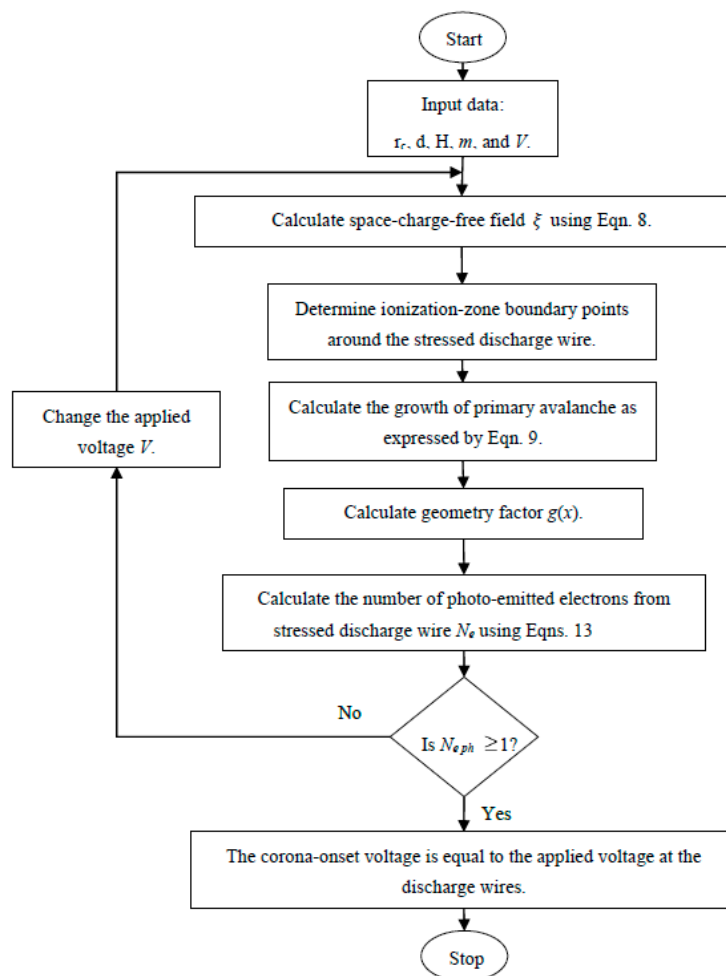 Start
Input data:
r_c, d, H, m, and V.
Calculate space-charge-free field ξ using Eqn. 8.
Determine ionization-zone boundary points
around the stressed discharge wire.
Change the applied
voltage V.
Calculate the growth of primary avalanche as
expressed by Eqn. 9.
Calculate geometry factor g(x).
Calculate the number of photo-emitted electrons from
stressed discharge wire N_e using Eqns. 13
No
Is N_eph ≥1?
Yes
The corona-onset voltage is equal to the applied voltage at the
discharge wires.
Stop